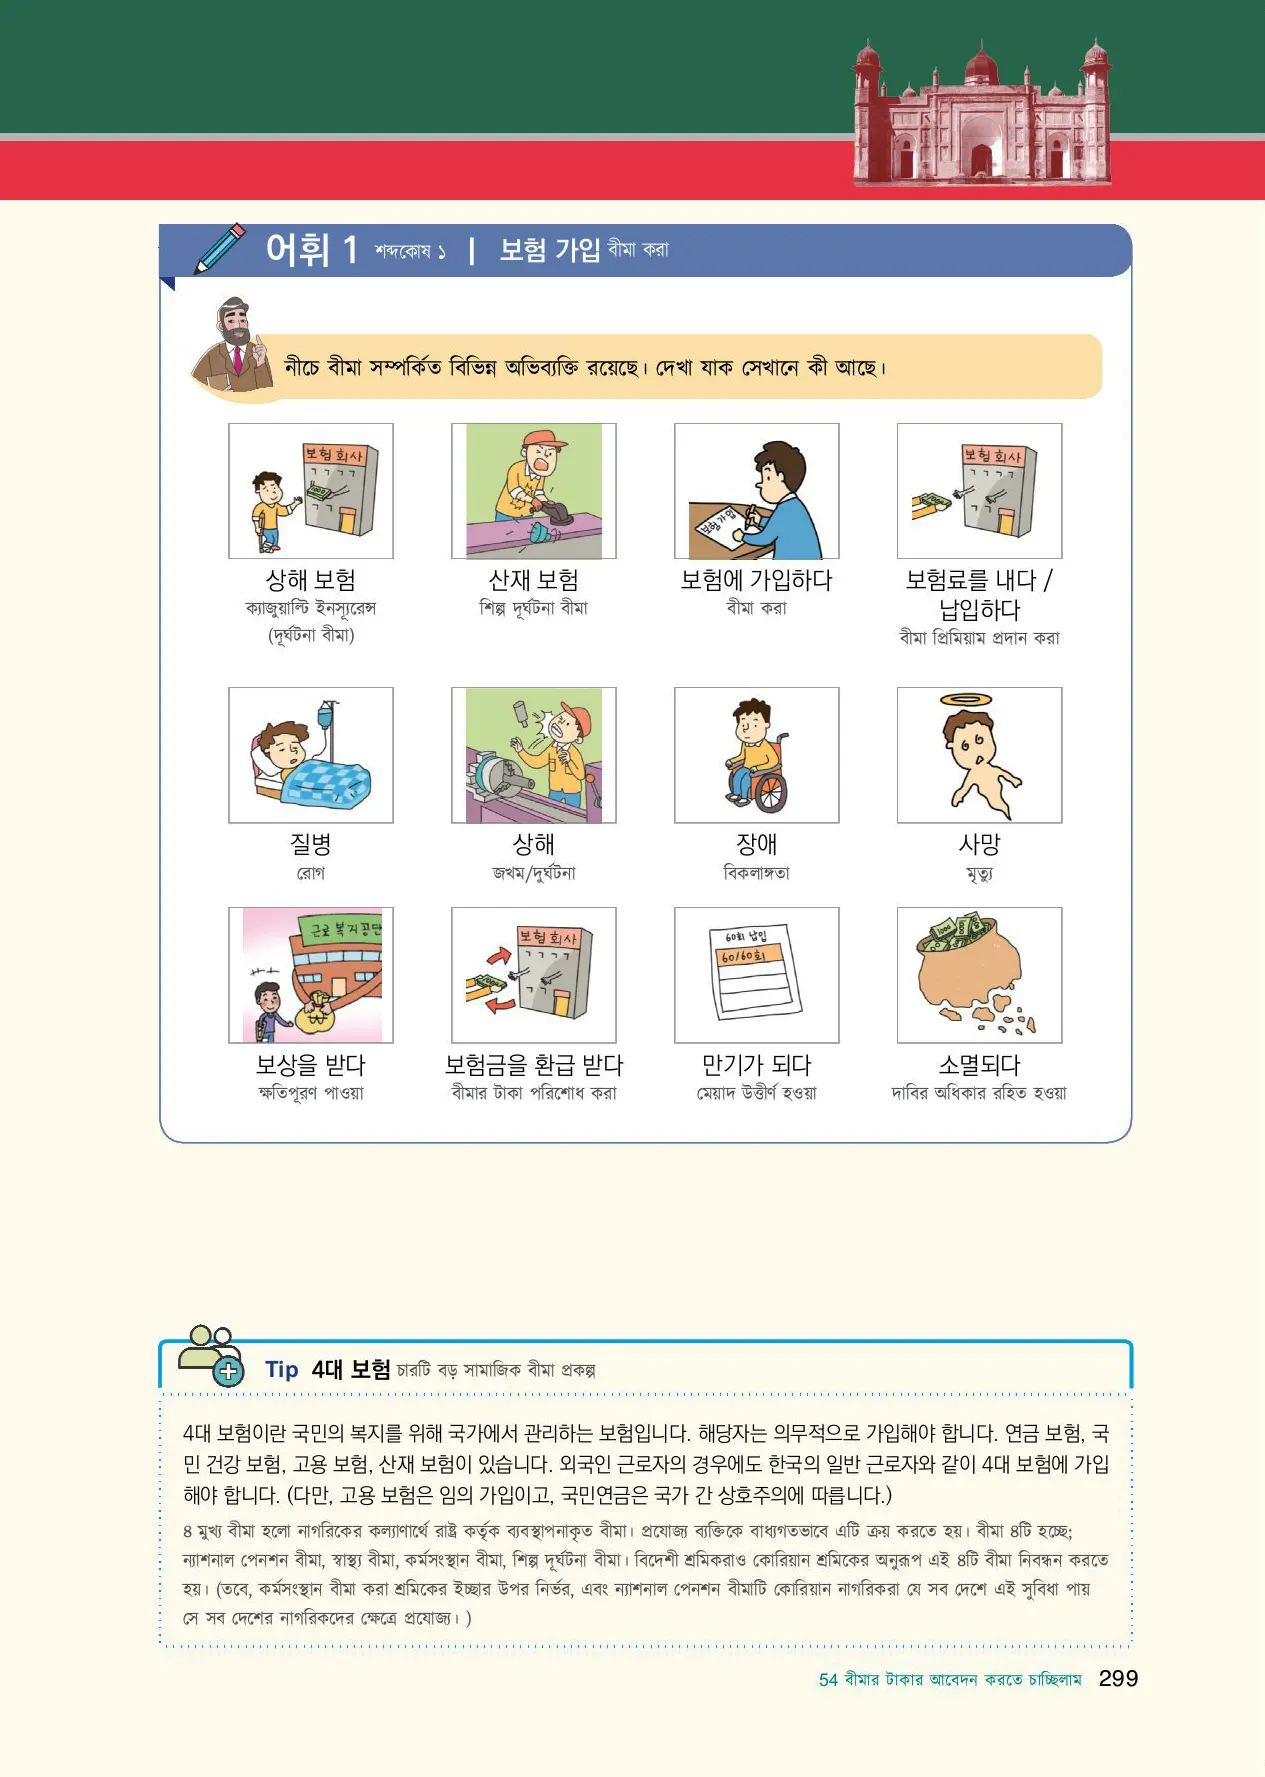 어휘 1 শব্দকোষ ১ | 보험 가입 বীমা করা
নীচে বীমা সম্পর্কিত বিভিন্ন অভিব্যক্তি রয়েছে। দেখা যাক সেখানে কী আছে।
보험회사
ㄱㄱㄱㄱ
보험가입
보험회사
ㄱㄱㄱㄱ
상해 보험
ক্যাজুয়াল্টি ইনস্যূরেন্স
(দূর্ঘটনা বীমা)
산재 보험
শিল্প দূর্ঘটনা বীমা
보험에 가입하다
বীমা করা
보험료를 내다 /
납입하다
বীমা প্রিমিয়াম প্রদান করা
질병
রোগ
상해
জখম/দুর্ঘটনা
장애
বিকলাঙ্গতা
사망
মৃত্যু
근로복지공단
보험회사
ㄱㄱㄱㄱ
60회 납입
60/60회
보상을 받다
ক্ষতিপূরণ পাওয়া
보험금을 환급 받다
বীমার টাকা পরিশোধ করা
만기가 되다
মেয়াদ উত্তীর্ণ হওয়া
소멸되다
দাবির অধিকার রহিত হওয়া
Tip 4대 보험 চারটি বড় সামাজিক বীমা প্রকল্প
4대 보험이란 국민의 복지를 위해 국가에서 관리하는 보험입니다. 해당자는 의무적으로 가입해야 합니다. 연금 보험, 국
민 건강 보험, 고용 보험, 산재 보험이 있습니다. 외국인 근로자의 경우에도 한국의 일반 근로자와 같이 4대 보험에 가입
해야 합니다. (다만, 고용 보험은 임의 가입이고, 국민연금은 국가 간 상호주의에 따릅니다.)
৪ মুখ্য বীমা হলো নাগরিকের কল্যাণার্থে রাষ্ট্র কর্তৃক ব্যবস্থাপনাকৃত বীমা। প্রযোজ্য ব্যক্তিকে বাধ্যগতভাবে এটি ক্রয় করতে হয়। বীমা ৪টি হচ্ছে;
ন্যাশনাল পেনশন বীমা, স্বাস্থ্য বীমা, কর্মসংস্থান বীমা, শিল্প দূর্ঘটনা বীমা। বিদেশী শ্রমিকরাও কোরিয়ান শ্রমিকের অনুরূপ এই ৪টি বীমা নিবন্ধন করতে
হয়। (তবে, কর্মসংস্থান বীমা করা শ্রমিকের ইচ্ছার উপর নির্ভর, এবং ন্যাশনাল পেনশন বীমাটি কোরিয়ান নাগরিকরা যে সব দেশে এই সুবিধা পায়
সে সব দেশের নাগরিকদের ক্ষেত্রে প্রযোজ্য। )
54 বীমার টাকার আবেদন করতে চাচ্ছিলাম 299